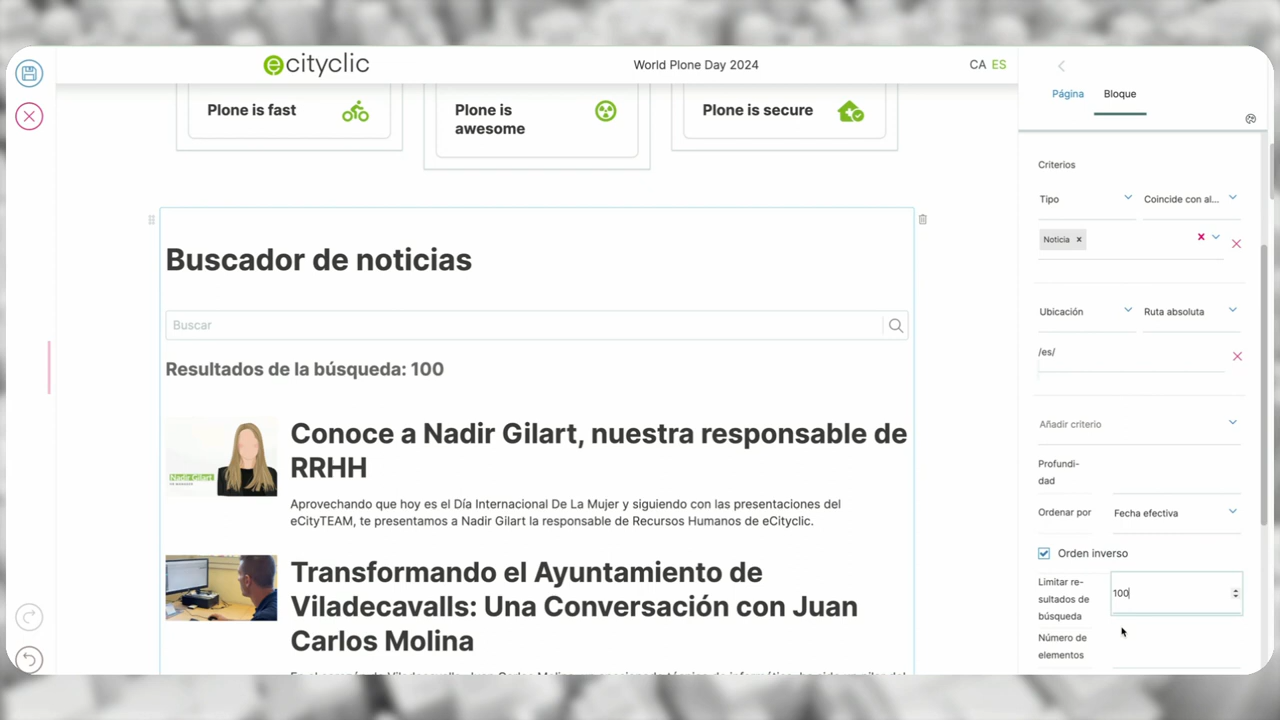 ecityclic
World Plone Day 2024
CA ES
Plone is fast
Plone is
awesome
Plone is secure
Buscador de noticias
Buscar
Resultados de la búsqueda: 100
Nadir Gilart
Conoce a Nadir Gilart, nuestra responsable de
RRHH
Aprovechando que hoy es el Día Internacional De La Mujer y siguiendo con las presentaciones del
eCityTEAM, te presentamos a Nadir Gilart la responsable de Recursos Humanos de eCityclic.
Transformando el Ayuntamiento de
Viladecavalls: Una Conversación con Juan
Carlos Molina
Página
Bloque
Criterios
Tipo
Coincide con al...
Noticia
Ubicación
Ruta absoluta
/es/
Añadir criterio
Profundi-
dad
Ordenar por
Fecha efectiva
Orden inverso
Limitar re-
sultados de
búsqueda
100
Número de
elementos